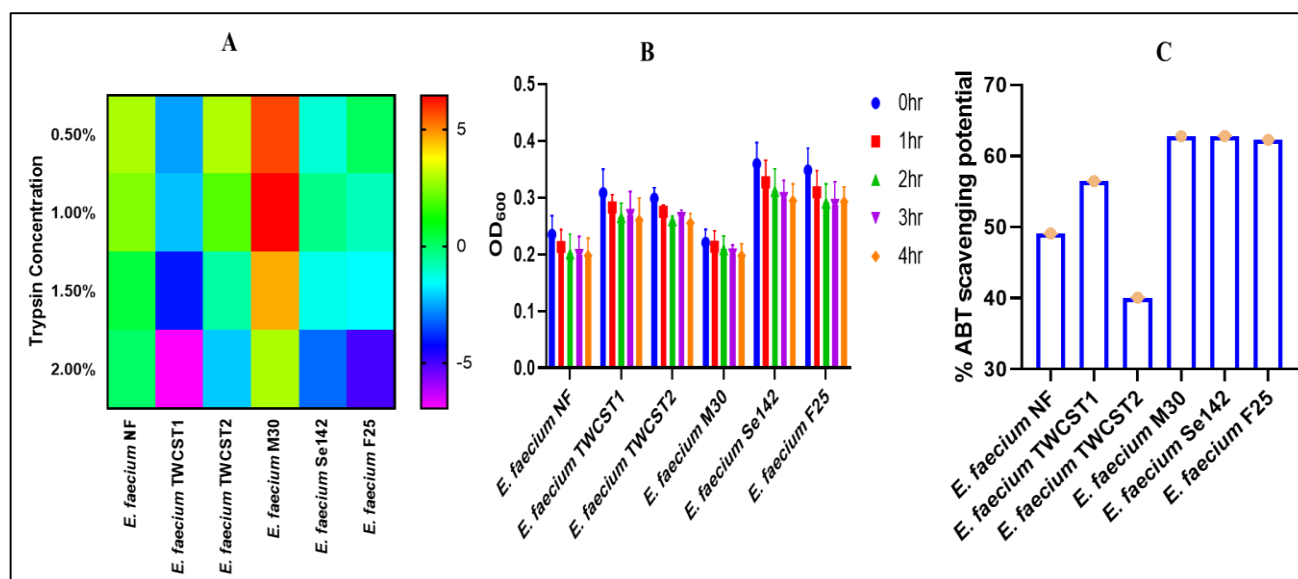 A
Trypsin Concentration
0.50%
1.00%
1.50%
2.00%
5
0
-5
E. faecium NF
E. faecium TWCST1
E. faecium TWCST2
E. faecium M30
E. faecium Se142
E. faecium F25
B
OD600
0.5
0.4
0.3
0.2
0.1
0.0
0hr
1hr
2hr
3hr
4hr
E. faecium NF
E. faecium TWCST1
E. faecium TWCST2
E. faecium M30
E. faecium Se142
E. faecium F25
C
% ABT scavenging potential
70
60
50
40
30
E. faecium NF
E. faecium TWCST1
E. faecium TWCST2
E. faecium M30
E. faecium Se142
E. faecium F25